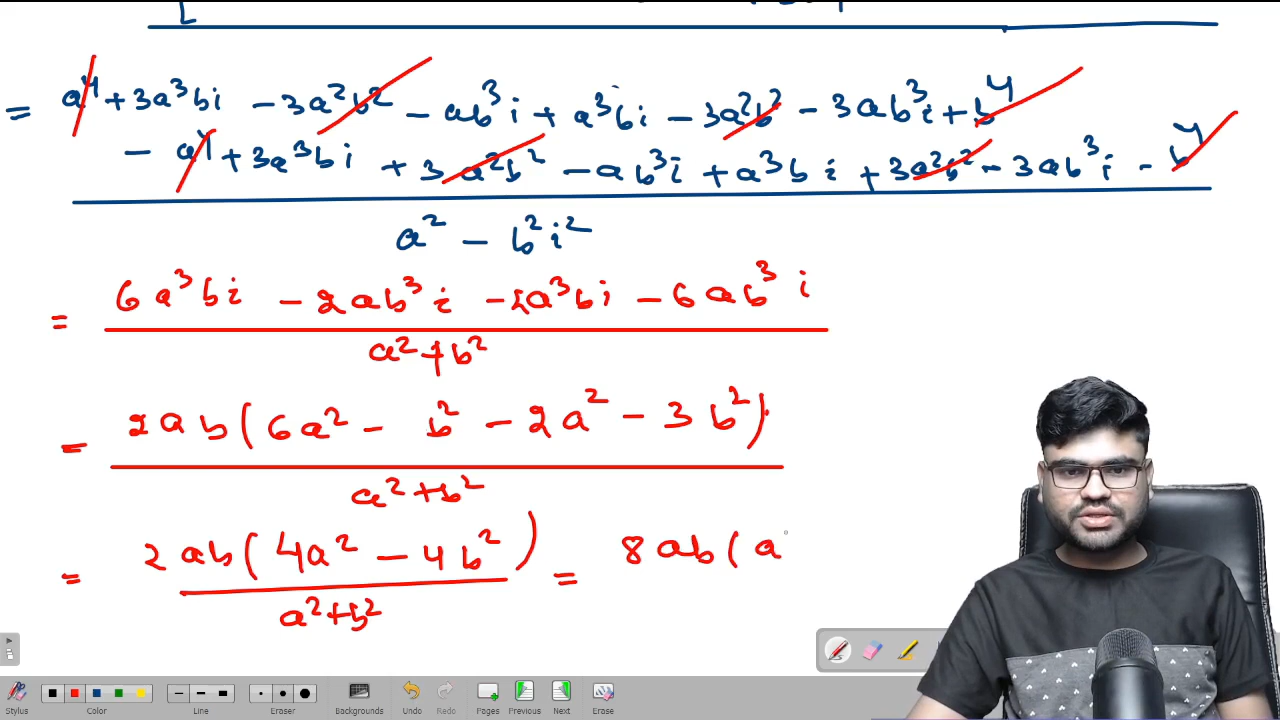 = a⁴ + 3a³bi - 3a²b² - ab³i + a³bi - 3a²b² - 3ab³i + b⁴
- a⁴ + 3a³bi + 3a²b² - ab³i + a³bi + 3a²b² - 3ab³i - b⁴
a² - b²i²
= 6a³bi - 2ab³i - 2a³bi - 6ab³i
a² + b²
= 2ab(6a² - b² - 2a² - 3b²)
a² + b²
= 2ab(4a² - 4b²) = 8ab(a
a² + b²
Stylus
Color
Line
Eraser
Backgrounds
Undo
Redo
Pages
Previous
Next
Erase